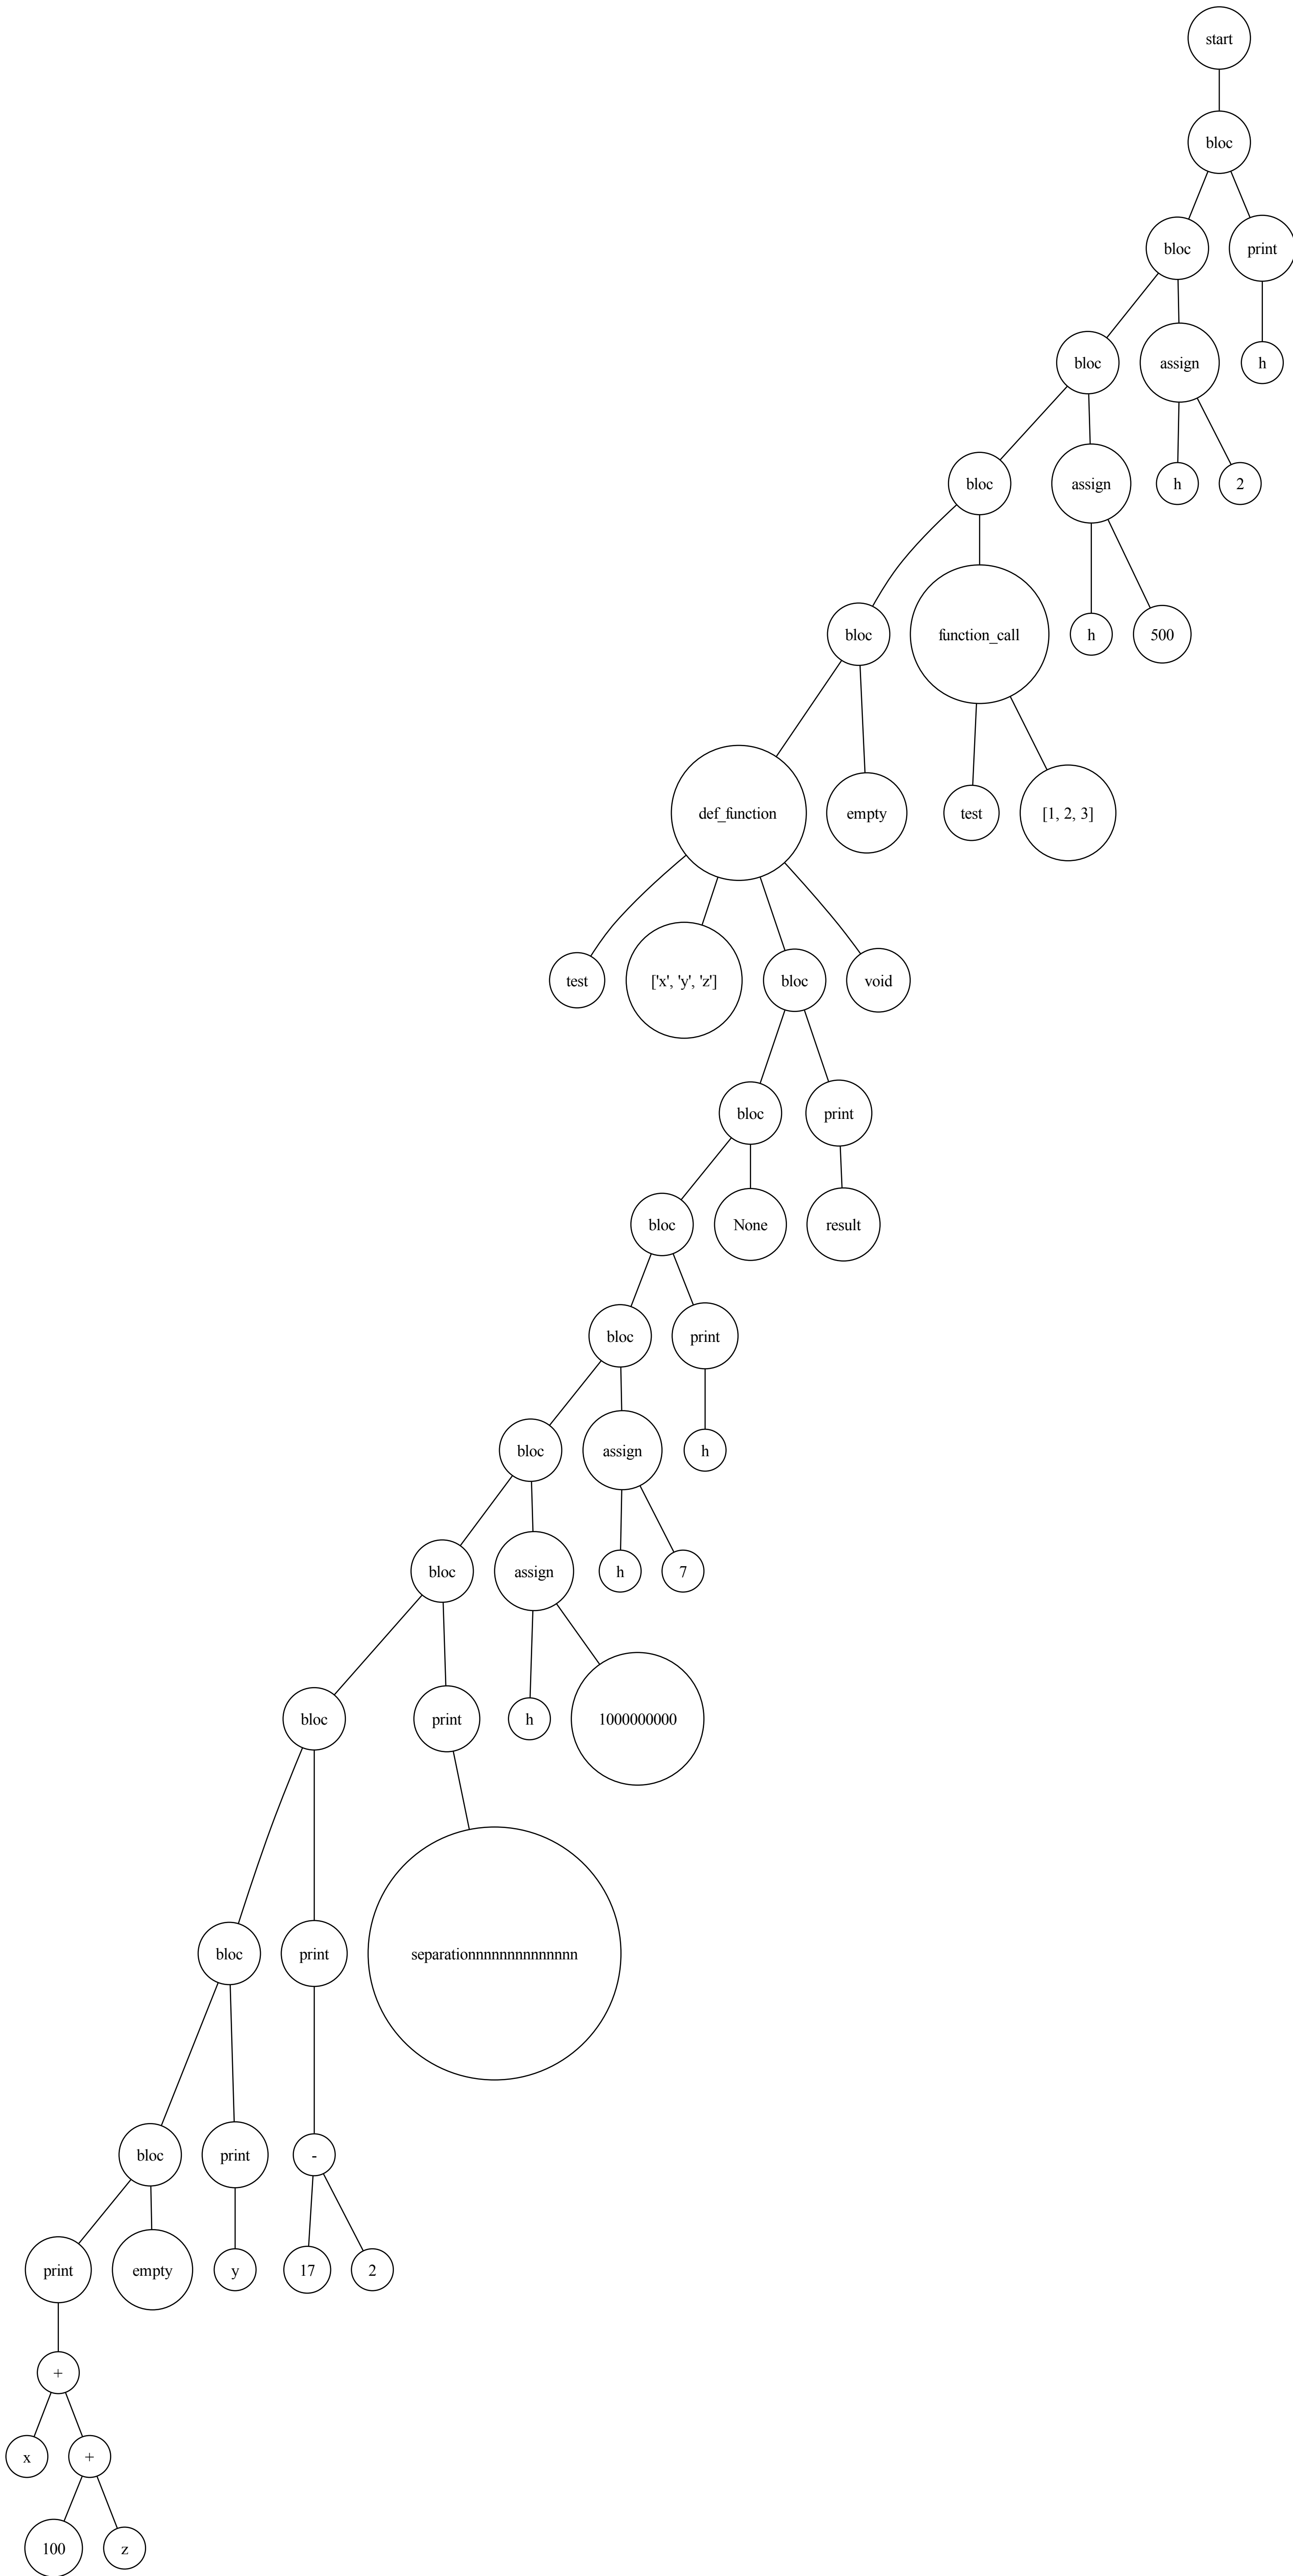 start
bloc
bloc
print
bloc
assign
h
bloc
assign
h
2
bloc
function_call
h
500
def_function
empty
test
[1, 2, 3]
test
['x', 'y', 'z']
bloc
void
bloc
print
bloc
None
result
bloc
print
bloc
assign
h
bloc
assign
h
7
bloc
print
h
1000000000
bloc
print
separationnnnnnnnnnnnnnn
bloc
print
-
print
empty
y
17
2
+
x
+
100
z